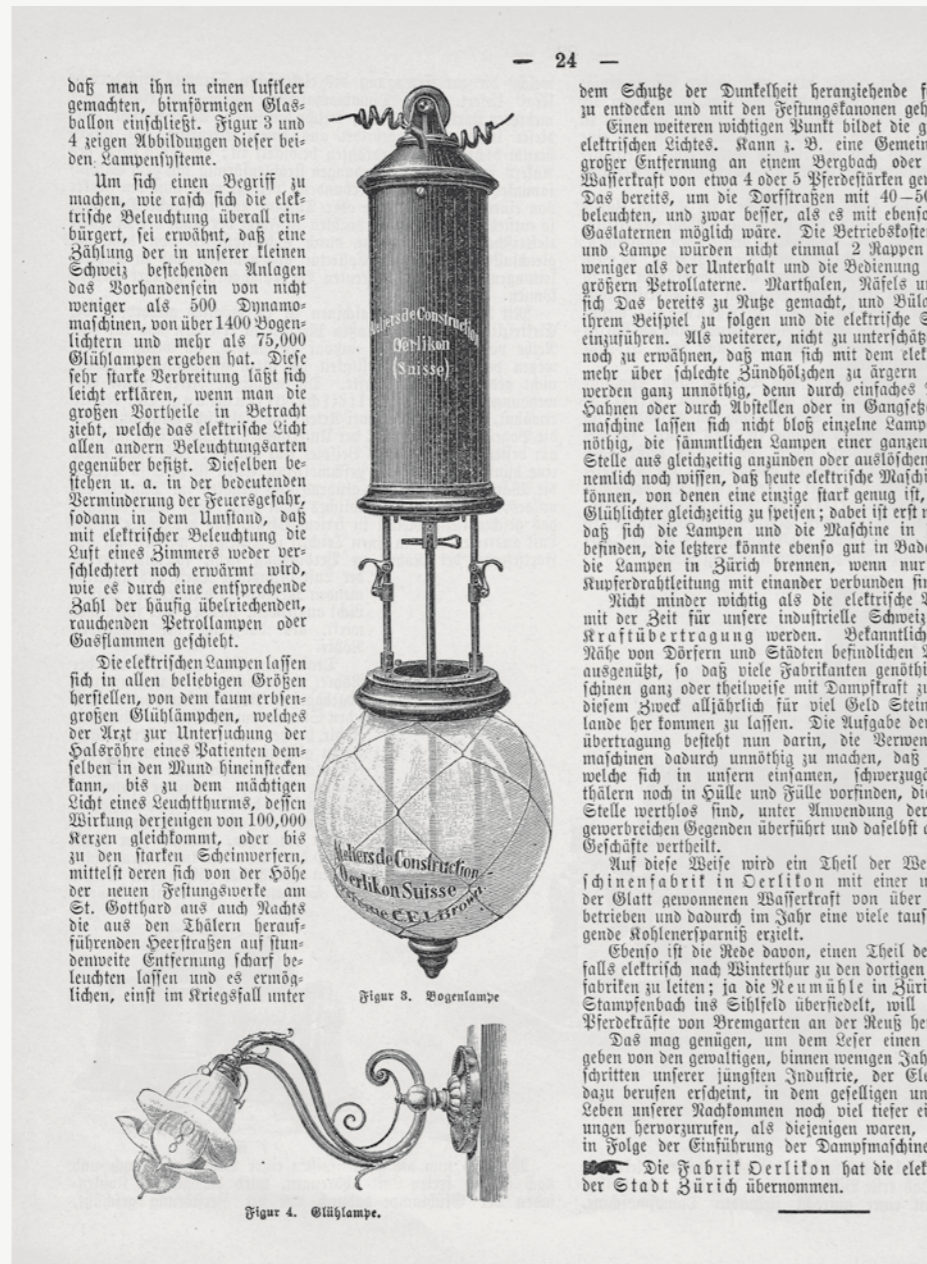 — 24 —
daß man ihn in einen luftleer
gemachten, birnförmigen Glas-
ballon einschließt. Figur 3 und
4 zeigen Abbildungen dieser bei-
den Lampensysteme.
Um sich einen Begriff zu
machen, wie rasch sich die elek-
trische Beleuchtung überall ein-
bürgert, sei erwähnt, daß eine
Zählung der in unserer kleinen
Schweiz bestehenden Anlagen
das Vorhandensein von nicht
weniger als 500 Dynamo-
maschinen, von über 1400 Bogen-
lichtern und mehr als 75,000
Glühlampen ergeben hat. Diese
sehr starke Verbreitung läßt sich
leicht erklären, wenn man die
großen Vortheile in Betracht
zieht, welche das elektrische Licht
allen andern Beleuchtungsarten
gegenüber besitzt. Dieselben be-
stehen u. a. in der bedeutenden
Verminderung der Feuersgefahr,
sodann in dem Umstand, daß
mit elektrischer Beleuchtung die
Luft eines Zimmers weder ver-
schlechtert noch erwärmt wird,
wie es durch eine entsprechende
Zahl der häufig übelriechenden,
rauchenden Petrollampen oder
Gasflammen geschieht.
Die elektrischen Lampen lassen
sich in allen beliebigen Größen
herstellen, von dem kaum erbsen-
großen Glühlämpchen, welches
der Arzt zur Untersuchung der
Halsröhre eines Patienten dem-
selben in den Mund hineinstecken
kann, bis zu dem mächtigen
Licht eines Leuchtthurms, dessen
Wirkung derjenigen von 100,000
Kerzen gleichkommt, oder bis
zu den starken Scheinwerfern,
mittelst deren sich von der Höhe
der neuen Festungswerke am
St. Gotthard aus auch Nachts
die aus den Thälern herauf-
führenden Heerstraßen auf stun-
denweite Entfernung scharf be-
leuchten lassen und es ermög-
lichen, einst im Kriegsfall unter
Ateliers de Construction
Oerlikon
(Suisse)
Ateliers de Construction
Oerlikon Suisse
Système C.E.L. Brown
Figur 3. Bogenlampe
Figur 4. Glühlampe.
dem Schutze der Dunkelheit heranziehende
zu entdecken und mit den Festungskanonen
Einen weiteren wichtigen Punkt bildet die
elektrischen Lichtes. Kann z. B. eine Gemein
großer Entfernung an einem Bergbach oder
Wasserkraft von etwa 4 oder 5 Pferdestärken
Das bereits, um die Dorfstraßen mit 40—
beleuchten, und zwar besser, als es mit
Gaslaternen möglich wäre. Die Betriebskoste
und Lampe würden nicht einmal 2 Rappen
weniger als der Unterhalt und die Bedienung
größern Petrollaterne. Marthalen, Näfels
sich Das bereits zu Nutze gemacht, und
ihrem Beispiel zu folgen und die elektrische
einzuführen. Als weiterer, nicht zu unterschätz
noch zu erwähnen, daß man sich mit dem elek
mehr über schlechte Zündhölzchen zu ärgern
werden ganz unnöthig, denn durch einfaches
Hahnen oder durch Abstellen oder in Gangsetz
maschine lassen sich nicht bloß einzelne Lamp
nöthig, die sämmtlichen Lampen einer ganzen
Stelle aus gleichzeitig anzünden oder auslöschen
nemlich noch wissen, daß heute elektrische Maschi
können, von denen eine einzige stark genug ist,
Glühlichter gleichzeitig zu speisen; dabei ist erst
daß sich die Lampen und die Maschine in
befinden, die letztere könnte ebenso gut in Bade
die Lampen in Zürich brennen, wenn nur
Kupferdrahtleitung mit einander verbunden
Nicht minder wichtig als die elektrische
mit der Zeit für unsere industrielle Schweiz
Kraftübertragung werden. Bekanntlich
Nähe von Dörfern und Städten befindlichen
ausgenützt, so daß viele Fabrikanten genöthi
schinen ganz oder theilweise mit Dampfkraft
diesem Zweck alljährlich für viel Geld Stein
lande her kommen zu lassen. Die Aufgabe der
übertragung besteht nun darin, die Verwen
maschinen dadurch unnöthig zu machen, daß
welche sich in unsern einsamen, schwerzugä
thälern noch in Hülle und Fülle vorfinden, die
Stelle werthlos sind, unter Anwendung der
gewerbreichen Gegenden überführt und daselbst
Geschäfte vertheilt.
Auf diese Weise wird ein Theil der
schinenfabrik in Oerlikon mit einer
der Glatt gewonnenen Wasserkraft von über
betrieben und dadurch im Jahr eine viele tau
gende Kohlenersparniß erzielt.
Ebenso ist die Rede davon, einen Theil
falls elektrisch nach Winterthur zu den dortigen
fabriken zu leiten; ja die Neumühle in Züri
Stampfenbach ins Sihlfeld übersiedelt, will
Pferdekräfte von Bremgarten an der Reuß
Das mag genügen, um dem Leser einen
geben von den gewaltigen, binnen wenigen Jah
schritten unserer jüngsten Industrie, der Ele
dazu berufen erscheint, in dem geselligen
Leben unserer Nachkommen noch viel tiefer
ungen hervorzurufen, als diejenigen waren,
in Folge der Einführung der Dampfmaschine
Die Fabrik Oerlikon hat die elek
der Stadt Zürich übernommen.